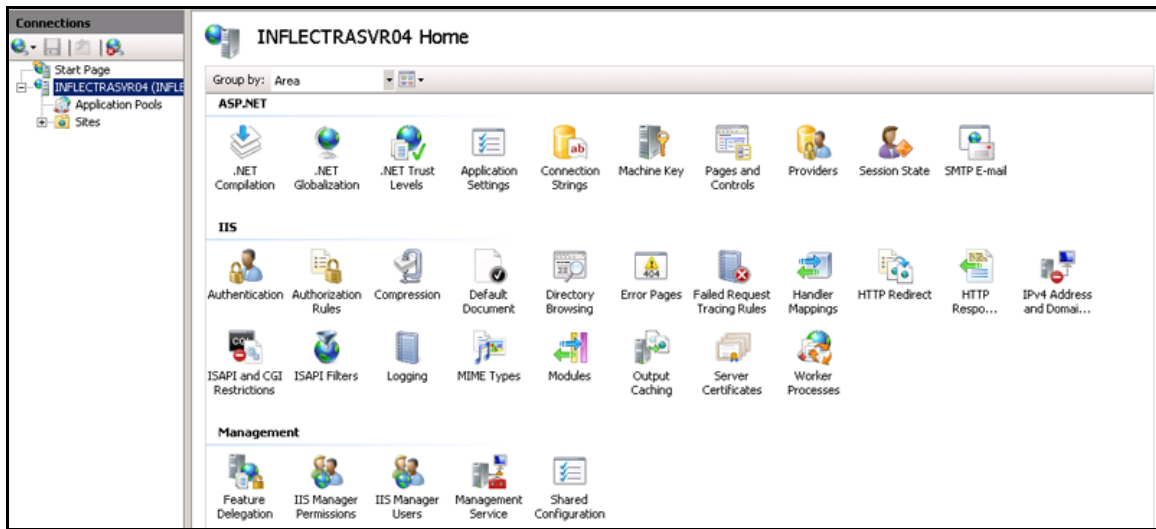 Connections
Start Page
INFLECTRASVR04 (INFLE
Application Pools
Sites
INFLECTRASVR04 Home
Group by: Area
ASP.NET
.NET Compilation
.NET Globalization
.NET Trust Levels
Application Settings
Connection Strings
Machine Key
Pages and Controls
Providers
Session State
SMTP E-mail
IIS
Authentication
Authorization Rules
Compression
Default Document
Directory Browsing
Error Pages
Failed Request Tracing Rules
Handler Mappings
HTTP Redirect
HTTP Respo...
IPv4 Address and Domai...
ISAPI and CGI Restrictions
ISAPI Filters
Logging
MIME Types
Modules
Output Caching
Server Certificates
Worker Processes
Management
Feature Delegation
IIS Manager Permissions
IIS Manager Users
Management Service
Shared Configuration
ab
404